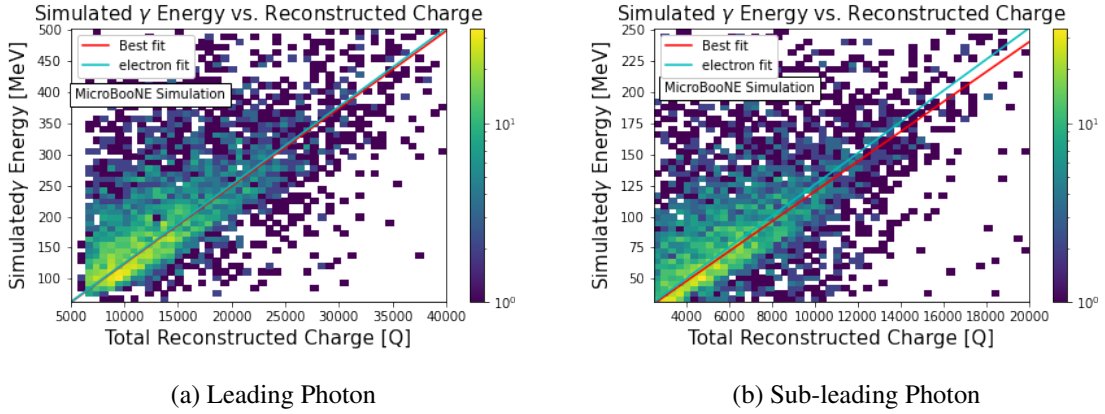 Simulated γ Energy vs. Reconstructed Charge
Simulatedγ Energy [MeV]
500
450
400
350
300
250
200
150
100
Best fit
electron fit
MicroBooNE Simulation
5000 10000 15000 20000 25000 30000 35000 40000
Total Reconstructed Charge [Q]
10¹
10⁰
(a) Leading Photon
Simulated γ Energy vs. Reconstructed Charge
Simulatedγ Energy [MeV]
250
225
200
175
150
125
100
75
50
Best fit
electron fit
MicroBooNE Simulation
4000 6000 8000 10000 12000 14000 16000 18000 20000
Total Reconstructed Charge [Q]
10¹
10⁰
(b) Sub-leading Photon